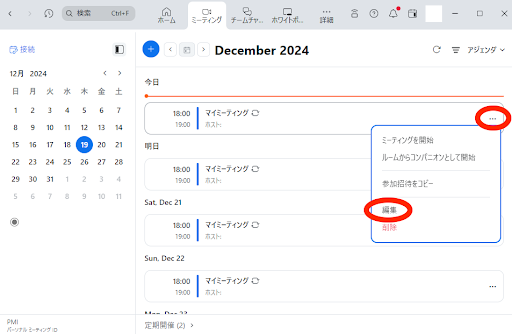 検索 Ctrl+F
ホーム ミーティング チームチャ... ホワイトボ... 詳細
接続
December 2024
アジェンダ
12月 2024
日 月 火 水 木 金 土
1 2 3 4 5 6 7
8 9 10 11 12 13 14
15 16 17 18 19 20 21
22 23 24 25 26 27 28
29 30 31 1 2 3 4
5 6 7 8 9 10 11
今日
18:00 マイミーティング
19:00 ホスト:
ミーティングを開始
ルームからコンパニオンとして開始
参加招待をコピー
編集
削除
明日
18:00 マイミーティング
19:00 ホスト:
Sat, Dec 21
18:00 マイミーティング
19:00 ホスト:
Sun, Dec 22
18:00 マイミーティング
19:00 ホスト:
Mon, Dec 23
定期開催 (2)
PMI
パーソナル ミーティング ID